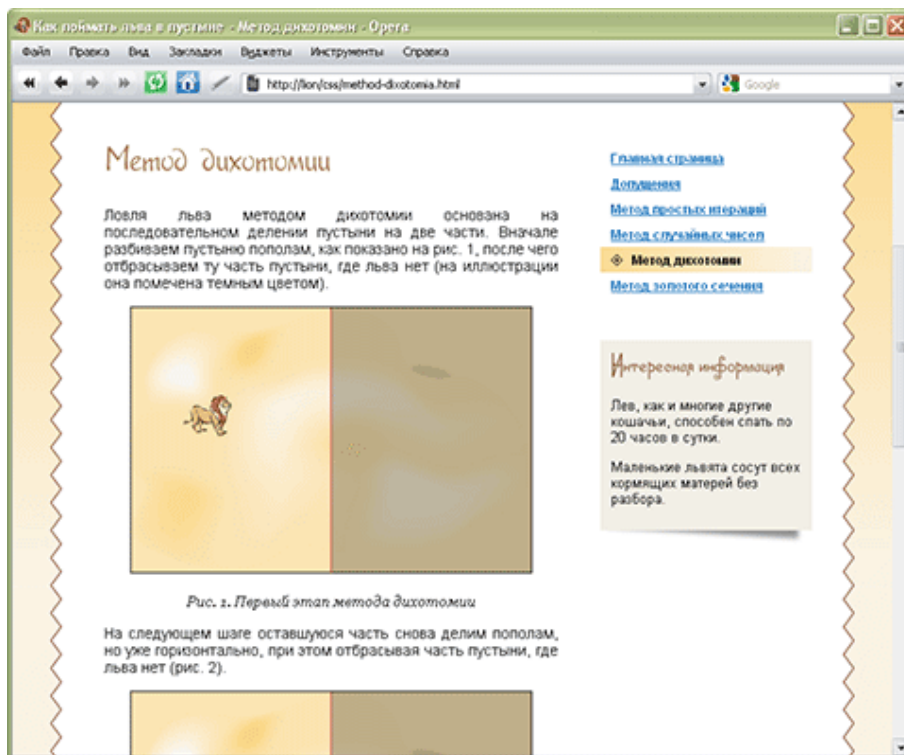 Как поймать льва в пустыне - Метод дихотомии - Opera
Файл Правка Вид Закладки Виджеты Инструменты Справка
http://lion/css/method-dixotomia.html
Google
Метод дихотомии
Ловля льва методом дихотомии основана на
последовательном делении пустыни на две части. Вначале
разбиваем пустыню пополам, как показано на рис. 1, после чего
отбрасываем ту часть пустыни, где льва нет (на иллюстрации
она помечена темным цветом).
Рис. 1. Первый этап метода дихотомии
На следующем шаге оставшуюся часть снова делим пополам,
но уже горизонтально, при этом отбрасывая часть пустыни, где
льва нет (рис. 2).
Главная страница
Допущения
Метод простых итераций
Метод случайных чисел
Метод дихотомии
Метод золотого сечения
Интересная информация
Лев, как и многие другие
кошачьи, способен спать по
20 часов в сутки.
Маленькие львята сосут всех
кормящих матерей без
разбора.